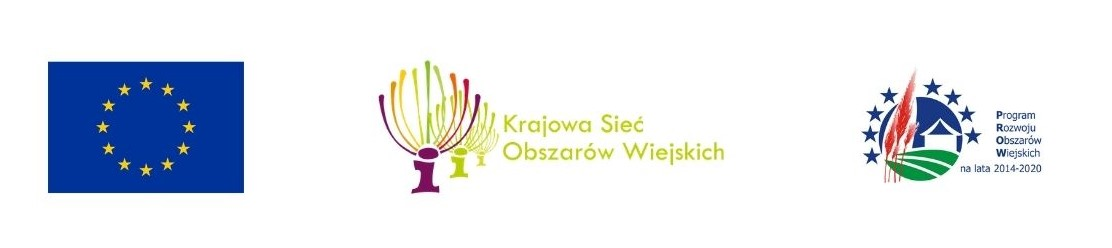 Krajowa Sieć
Obszarów Wiejskich
Program
Rozwoju
Obszarów
Wiejskich
na lata 2014-2020